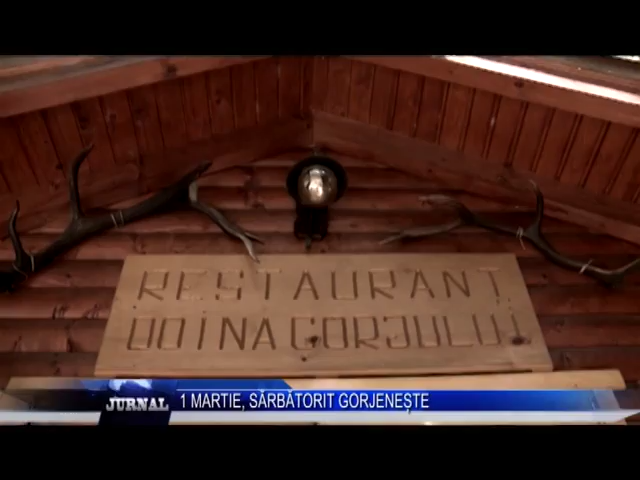 RESTAURANT
DOINA GORJULUI
JURNAL
1 MARTIE, SĂRBĂTORIT GORJENEȘTE